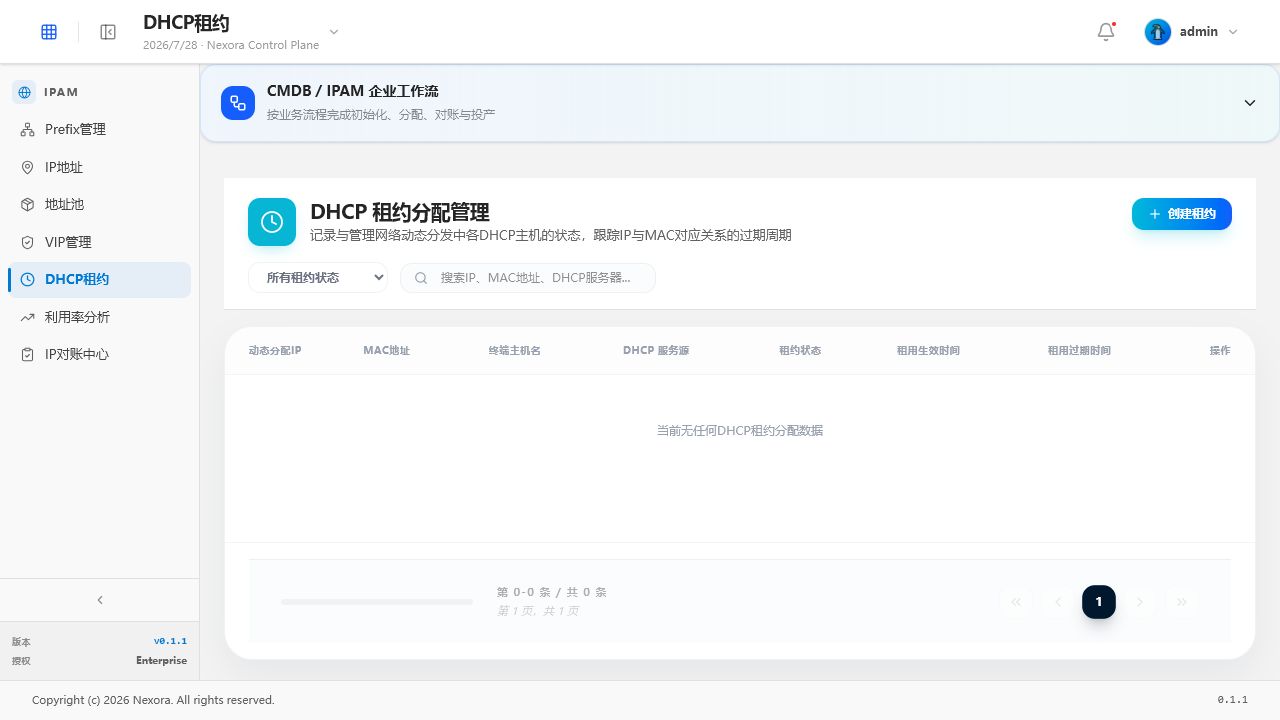 DHCP租约
2026/7/28 · Nexora Control Plane
admin
IPAM
Prefix管理
IP地址
地址池
VIP管理
DHCP租约
利用率分析
IP对账中心
版本 v0.1.1
授权 Enterprise
CMDB / IPAM 企业工作流
按业务流程完成初始化、分配、对账与投产
DHCP 租约分配管理
记录与管理网络动态分发中各DHCP主机的状态，跟踪IP与MAC对应关系的过期周期
创建租约
所有租约状态
搜索IP、MAC地址、DHCP服务器...
动态分配IP MAC地址 终端主机名 DHCP 服务源 租约状态 租用生效时间 租用过期时间 操作
当前无任何DHCP租约分配数据
第 0-0 条 / 共 0 条
第 1 页，共 1 页
« ‹ 1 › »
Copyright (c) 2026 Nexora. All rights reserved.
0.1.1